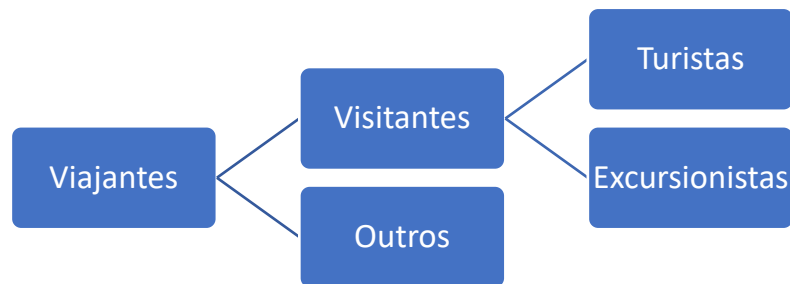 Viajantes
Visitantes
Outros
Turistas
Excursionistas